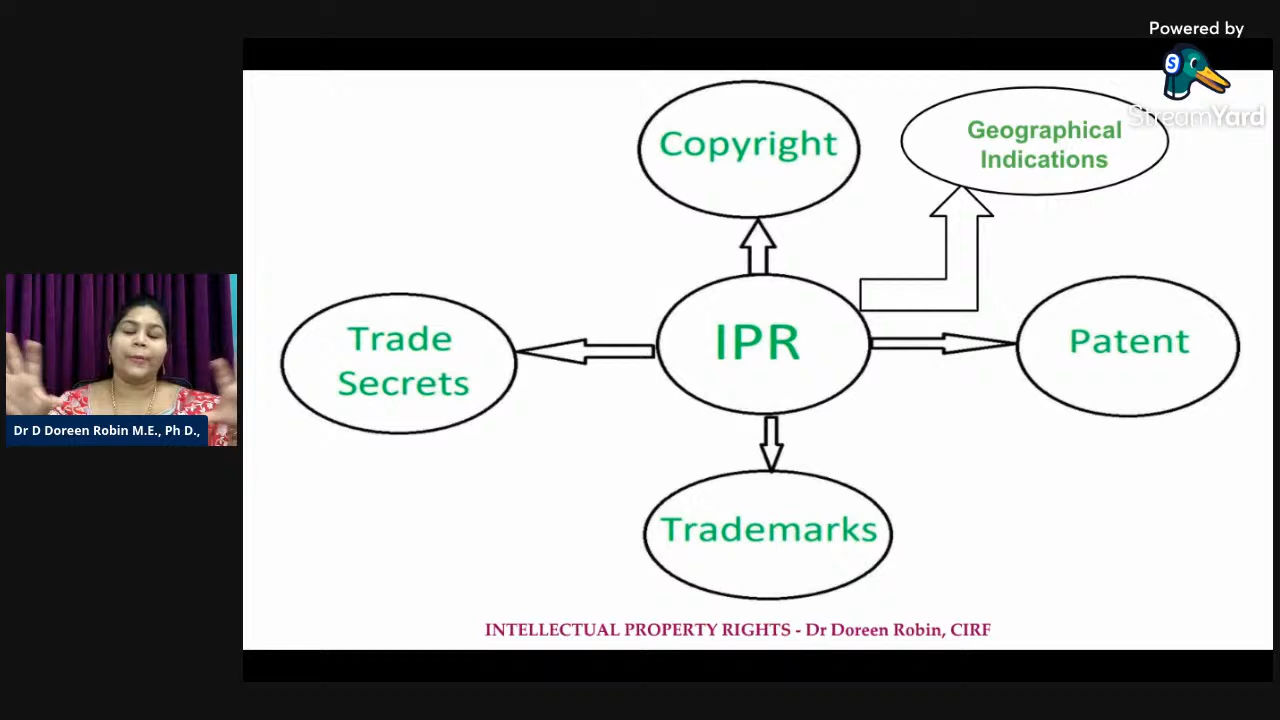 Powered by
S
StreamYard
Copyright
Geographical
Indications
Trade
Secrets
IPR
Patent
Trademarks
Dr D Doreen Robin M.E., Ph D.,
INTELLECTUAL PROPERTY RIGHTS - Dr Doreen Robin, CIRF